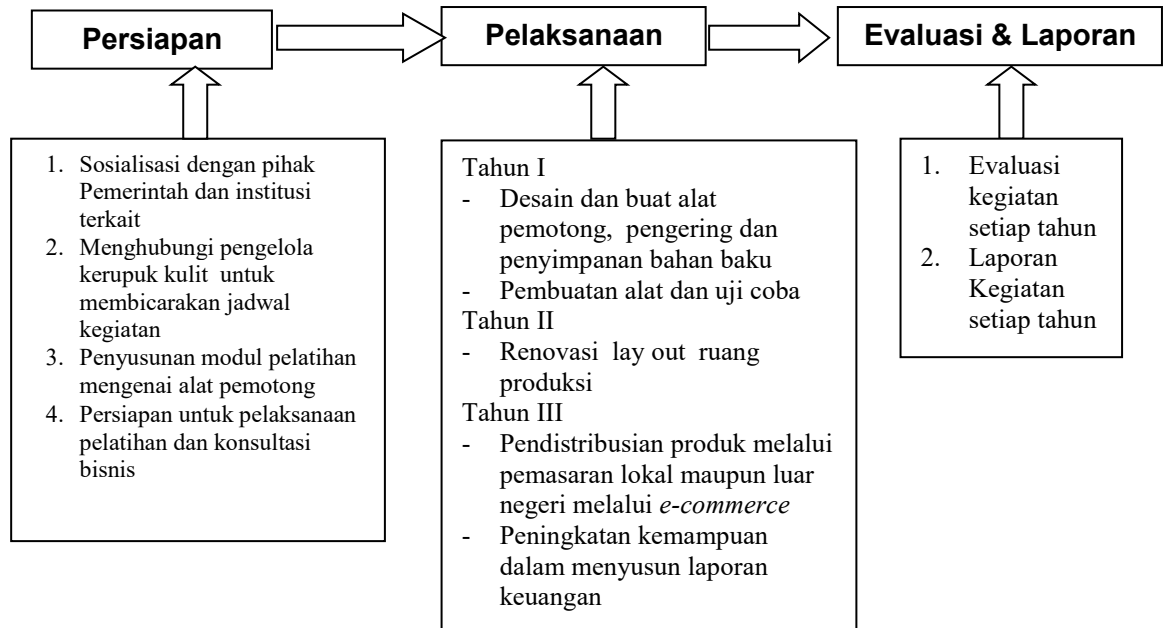 Persiapan
Pelaksanaan
Evaluasi & Laporan
1. Sosialisasi dengan pihak
Pemerintah dan institusi
terkait
2. Menghubungi pengelola
kerupuk kulit untuk
membicarakan jadwal
kegiatan
3. Penyusunan modul pelatihan
mengenai alat pemotong
4. Persiapan untuk pelaksanaan
pelatihan dan konsultasi
bisnis
Tahun I
- Desain dan buat alat
pemotong, pengering dan
penyimpanan bahan baku
- Pembuatan alat dan uji coba
Tahun II
- Renovasi lay out ruang
produksi
Tahun III
- Pendistribusian produk melalui
pemasaran lokal maupun luar
negeri melalui e-commerce
- Peningkatan kemampuan
dalam menyusun laporan
keuangan
1. Evaluasi
kegiatan
setiap tahun
2. Laporan
Kegiatan
setiap tahun